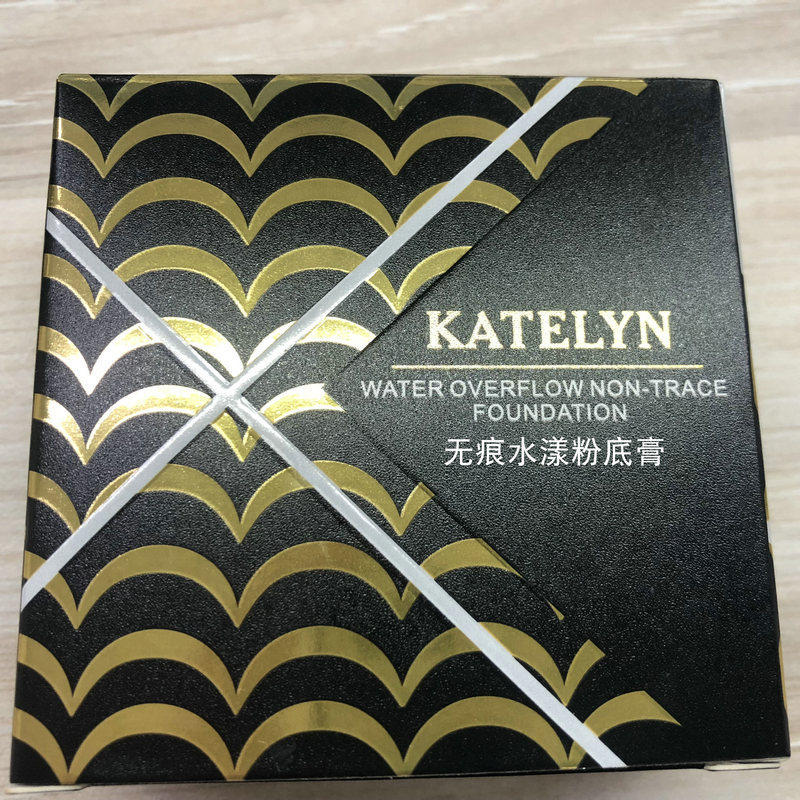 KATELYN
WATER OVERFLOW NON-TRACE
FOUNDATION
无痕水漾粉底膏